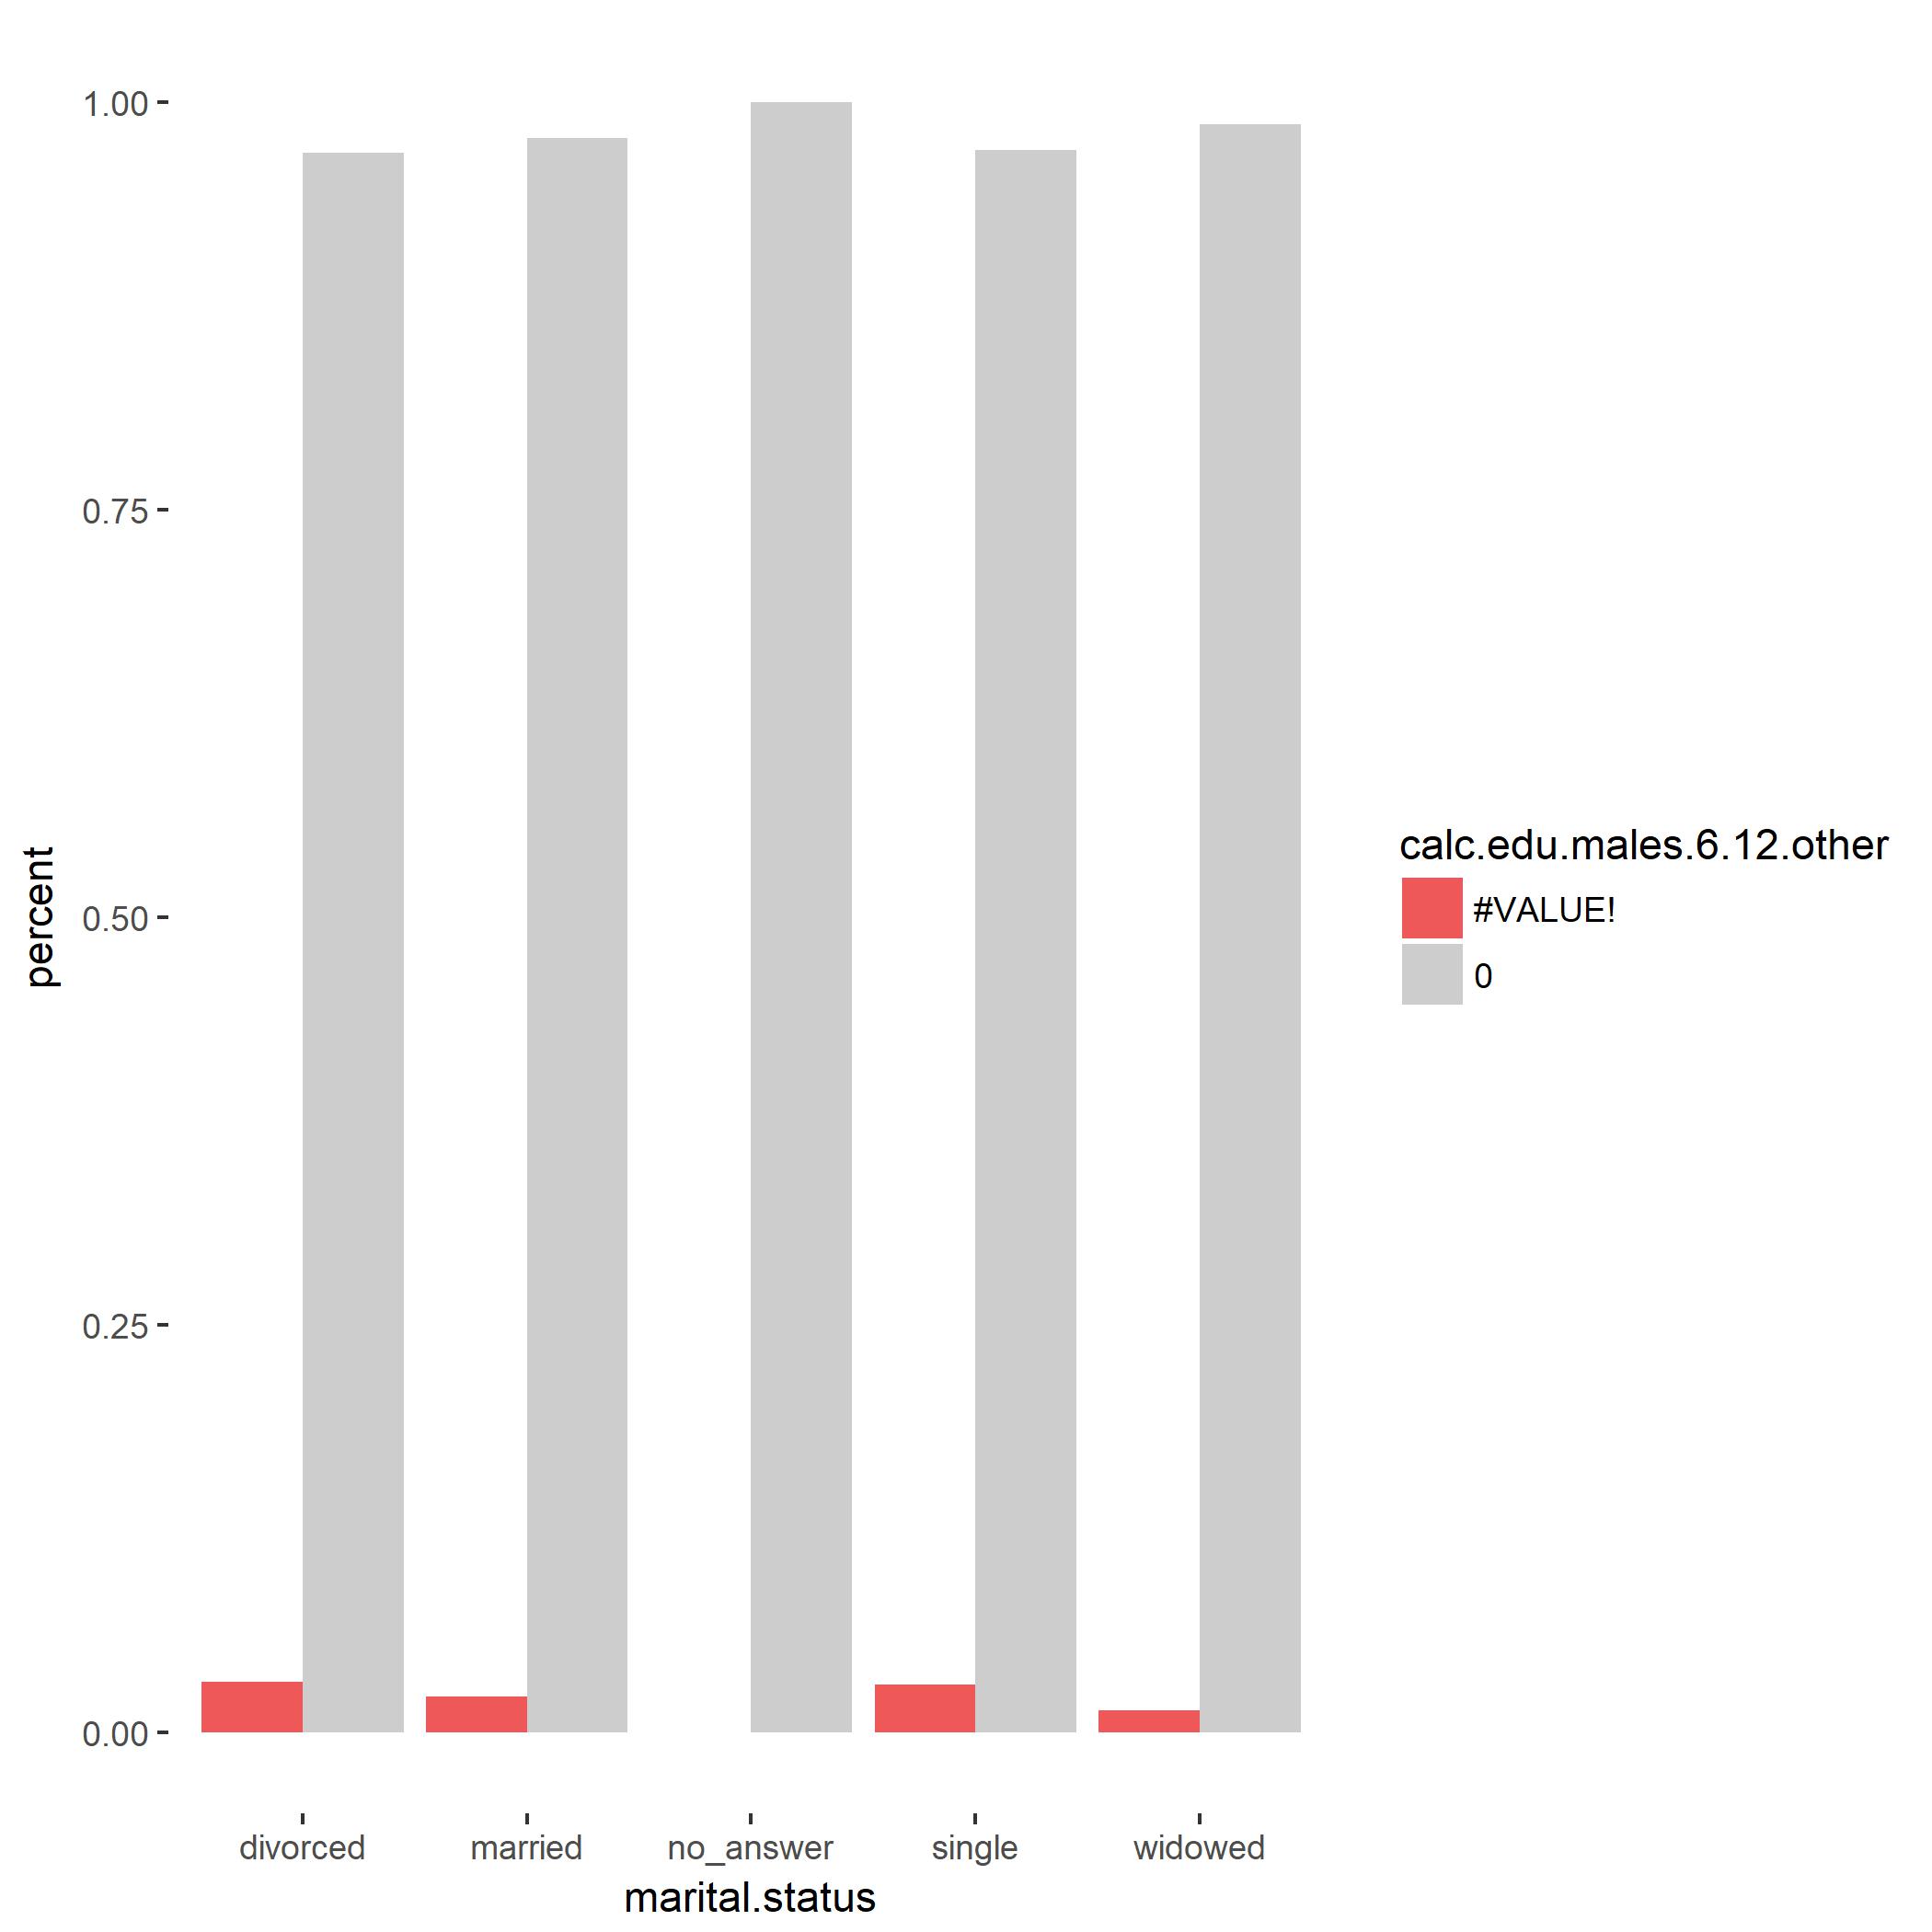 1.00
0.75
0.50
0.25
0.00
percent
divorced married no_answer single widowed
marital.status
calc.edu.males.6.12.other
#VALUE!
0